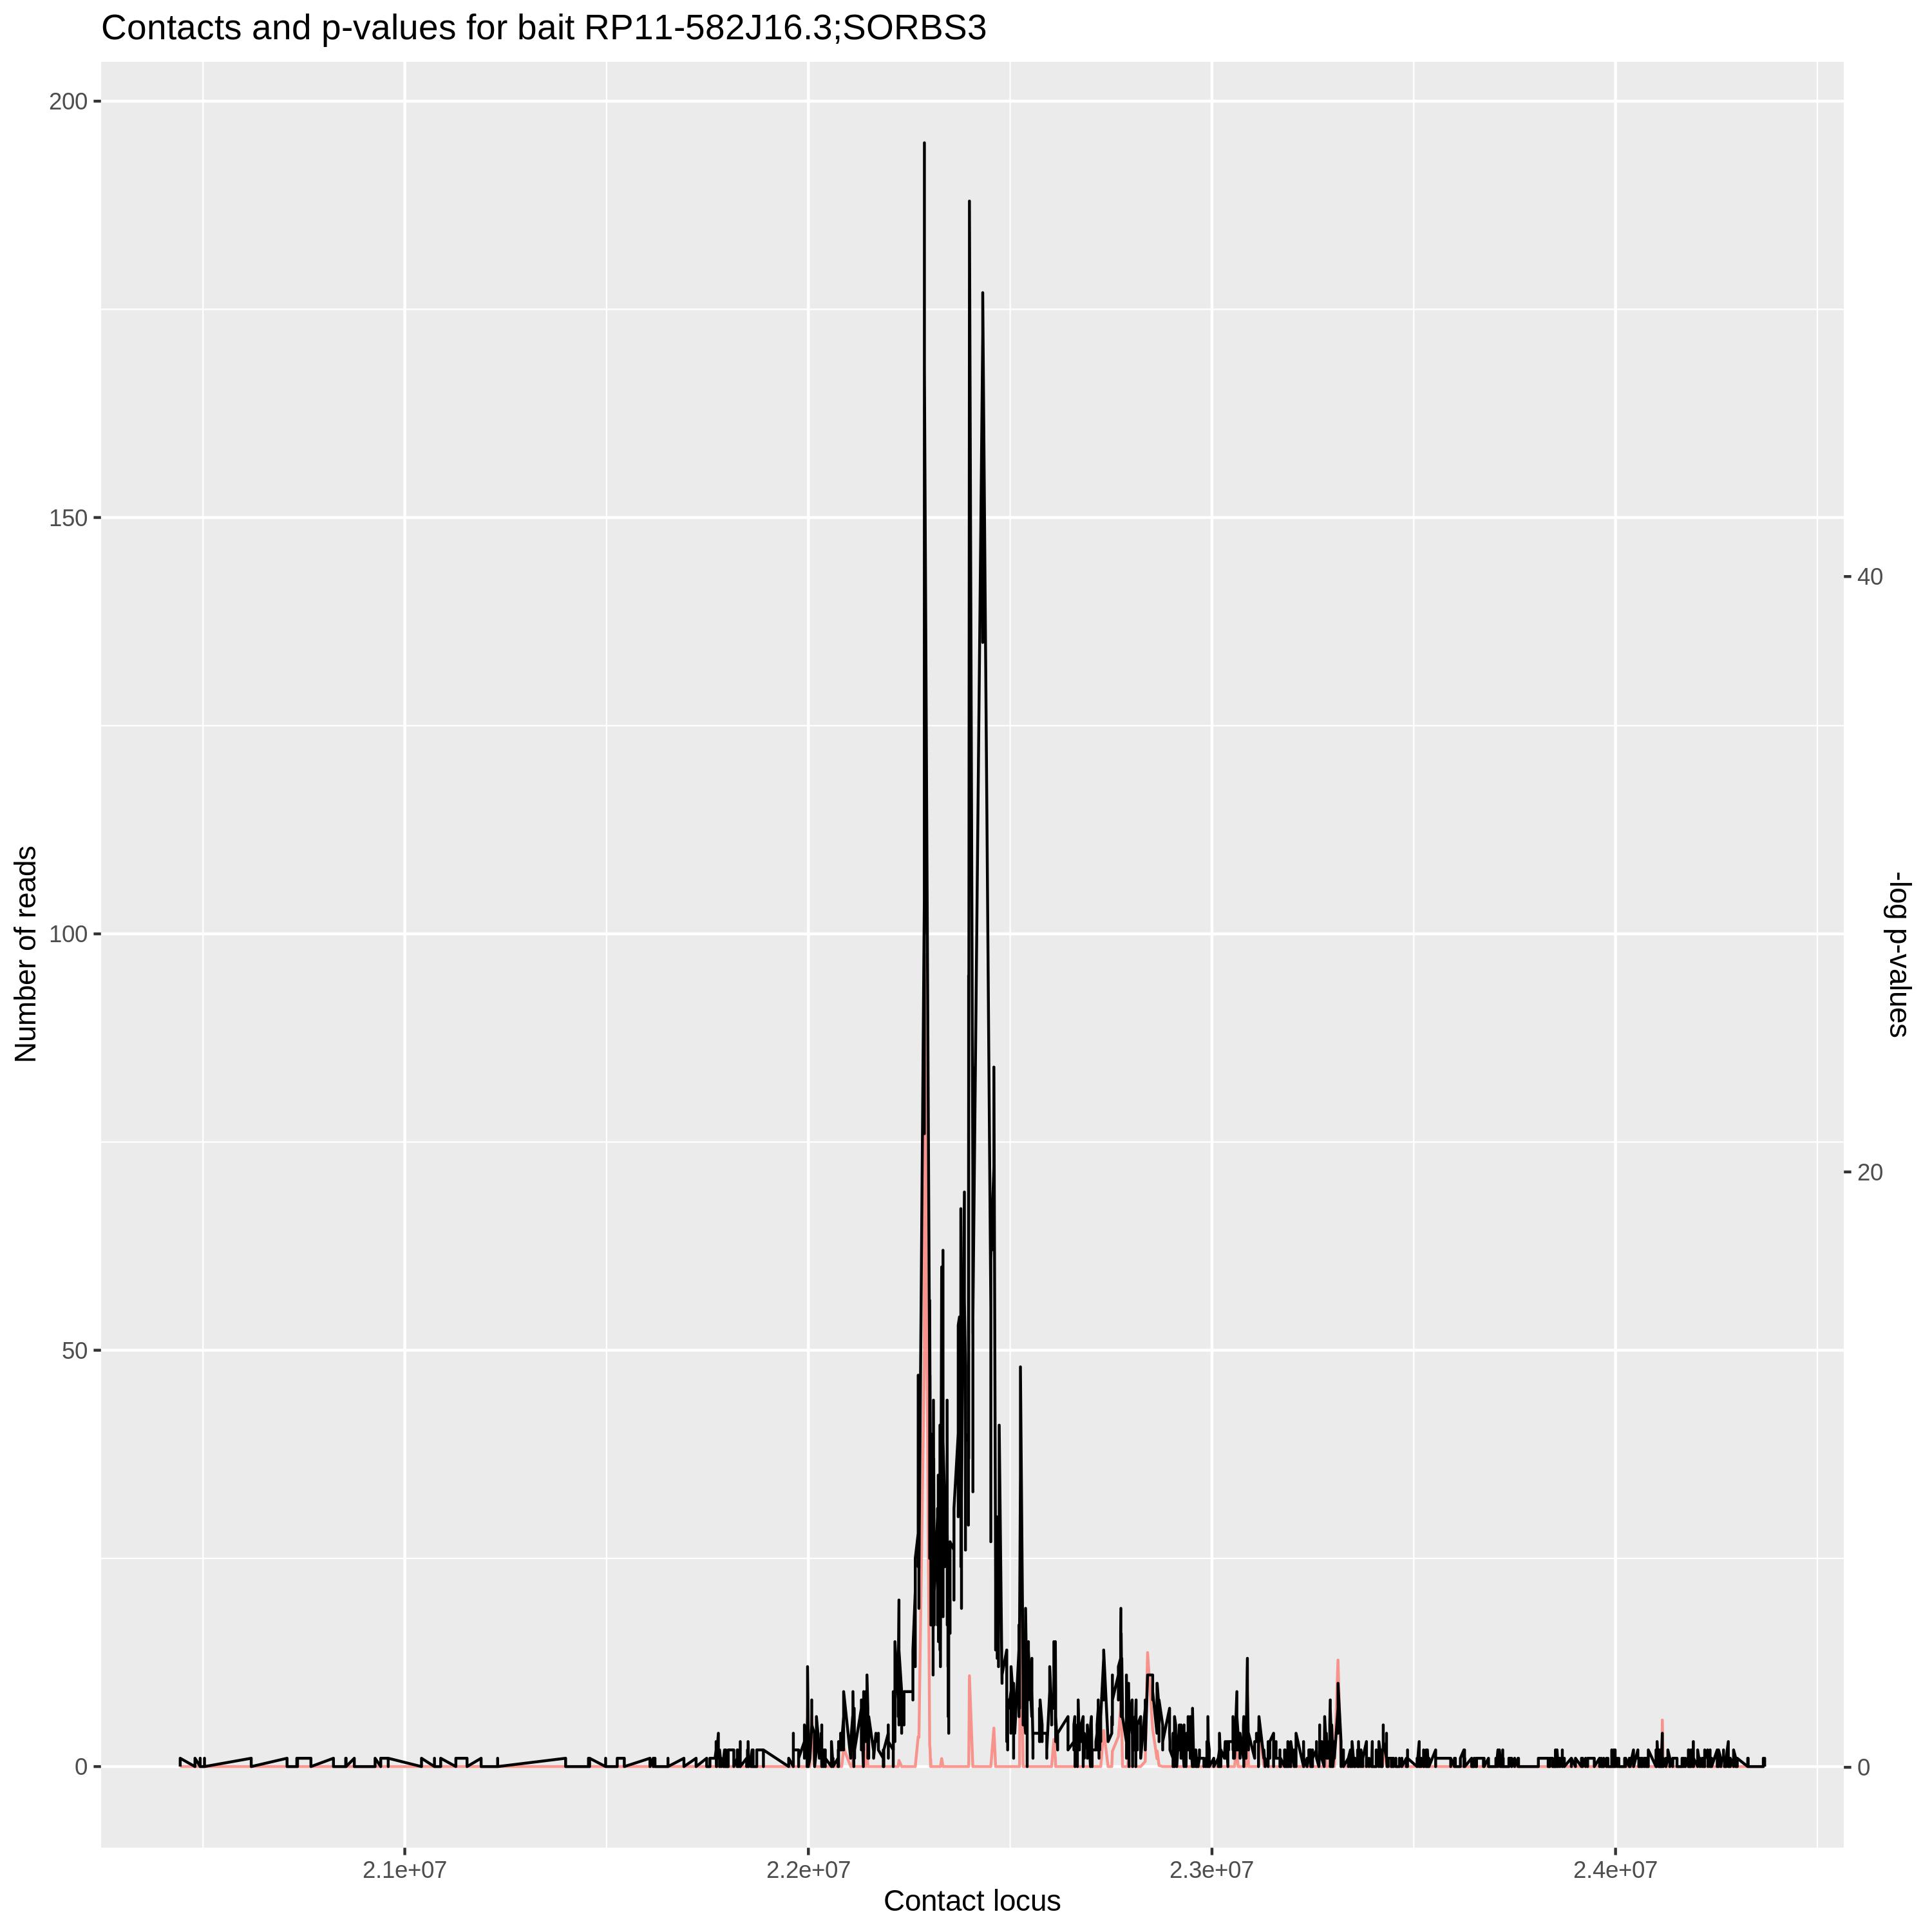 Contacts and p-values for bait RP11-582J16.3;SORBS3
200
150
100
50
0
Number of reads
40
20
0
-log p-values
2.1e+07
2.2e+07
2.3e+07
2.4e+07
Contact locus